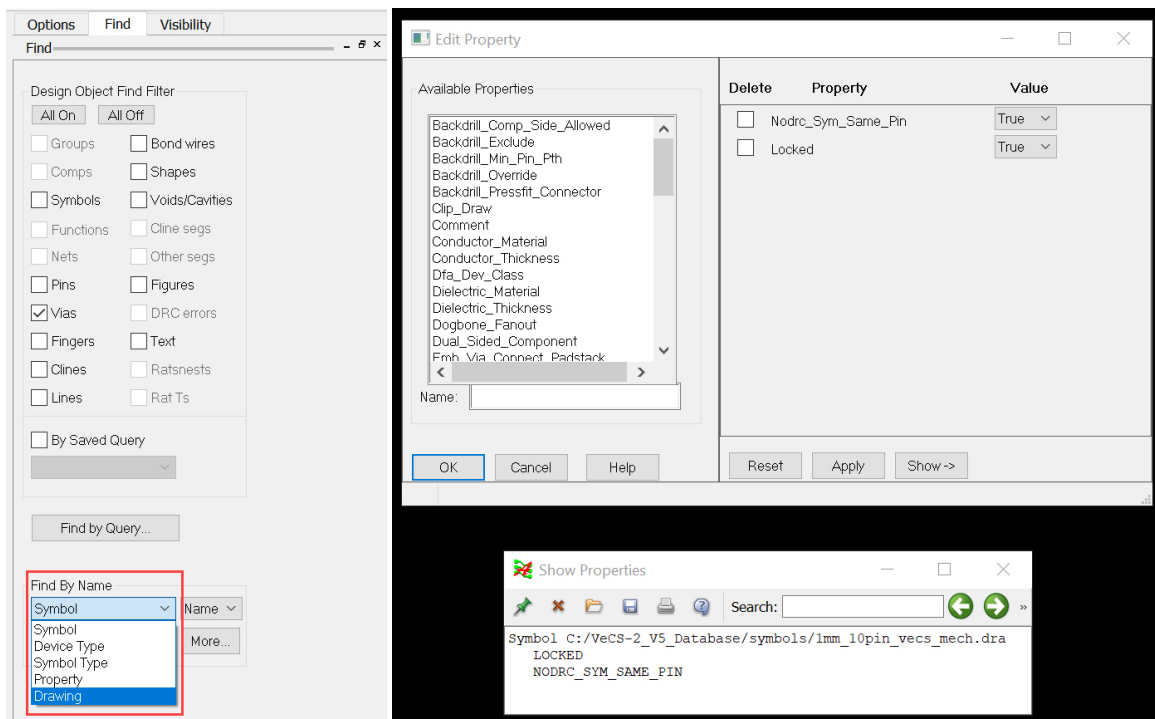 Options Find Visibility
Find
Design Object Find Filter
All On All Off
Groups Bond wires
Comps Shapes
Symbols Voids/Cavities
Functions Cline segs
Nets Other segs
Pins Figures
Vias DRC errors
Fingers Text
Clines Ratsnests
Lines Rat Ts
By Saved Query
Find by Query...
Find By Name
Symbol Name
Symbol
Device Type More...
Symbol Type
Property
Drawing
Edit Property
Available Properties
Backdrill_Comp_Side_Allowed
Backdrill_Exclude
Backdrill_Min_Pin_Pth
Backdrill_Override
Backdrill_Pressfit_Connector
Clip_Draw
Comment
Conductor_Material
Conductor_Thickness
Dfa_Dev_Class
Dielectric_Material
Dielectric_Thickness
Dogbone_Fanout
Dual_Sided_Component
Emb_Via_Connect_Padstack
Name:
OK Cancel Help
Delete Property Value
Nodrc_Sym_Same_Pin True
Locked True
Reset Apply Show ->
Show Properties
Search: »
Symbol C:/VeCS-2_V5_Database/symbols/1mm_10pin_vecs_mech.dra
LOCKED
NODRC_SYM_SAME_PIN